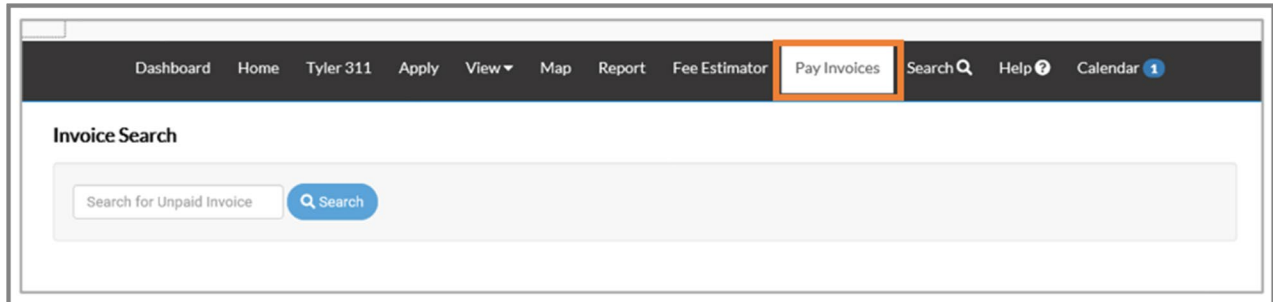 Dashboard Home Tyler 311 Apply View Map Report Fee Estimator Pay Invoices Search Help ? Calendar 1
Invoice Search
Search for Unpaid Invoice Search